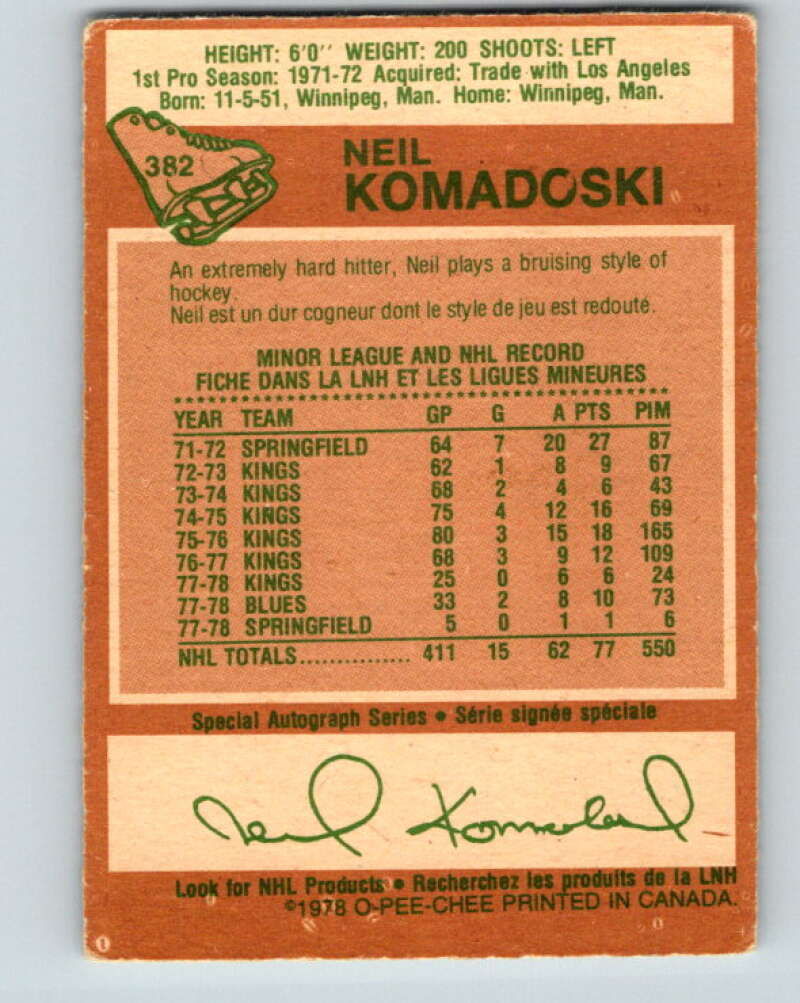 HEIGHT: 6'0'' WEIGHT: 200 SHOOTS: LEFT
1st Pro Season: 1971-72 Acquired: Trade with Los Angeles
Born: 11-5-51, Winnipeg, Man. Home: Winnipeg, Man.
382
NEIL
KOMADOSKI
An extremely hard hitter, Neil plays a bruising style of
hockey.
Neil est un dur cogneur dont le style de jeu est redouté.
MINOR LEAGUE AND NHL RECORD
FICHE DANS LA LNH ET LES LIGUES MINEURES
YEAR TEAM GP G A PTS PIM
71-72 SPRINGFIELD 64 7 20 27 87
72-73 KINGS 62 1 8 9 67
73-74 KINGS 68 2 4 6 43
74-75 KINGS 75 4 12 16 69
75-76 KINGS 80 3 15 18 165
76-77 KINGS 68 3 9 12 109
77-78 KINGS 25 0 6 6 24
77-78 BLUES 33 2 8 10 73
77-78 SPRINGFIELD 5 0 1 1 6
NHL TOTALS............... 411 15 62 77 550
Special Autograph Series • Série signée spéciale
Neil Komadoski
Look for NHL Products • Recherchez les produits de la LNH
©1978 O-PEE-CHEE PRINTED IN CANADA.